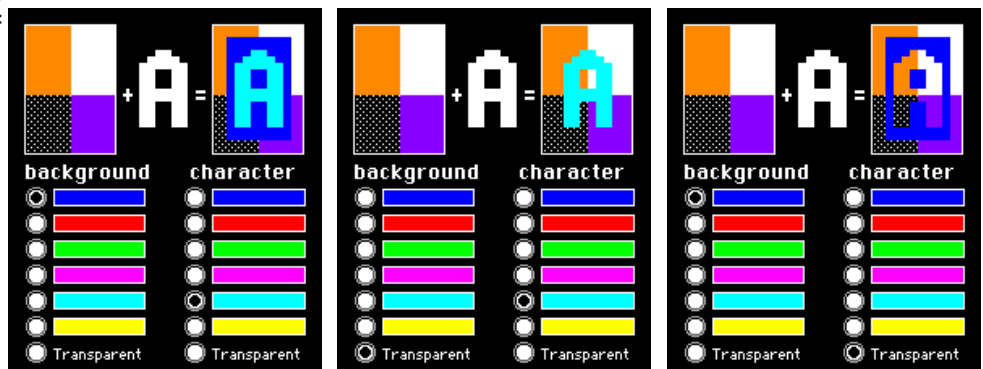 + A = A
background character
Transparent Transparent
+ A = A
background character
Transparent Transparent
+ A = A
background character
Transparent Transparent